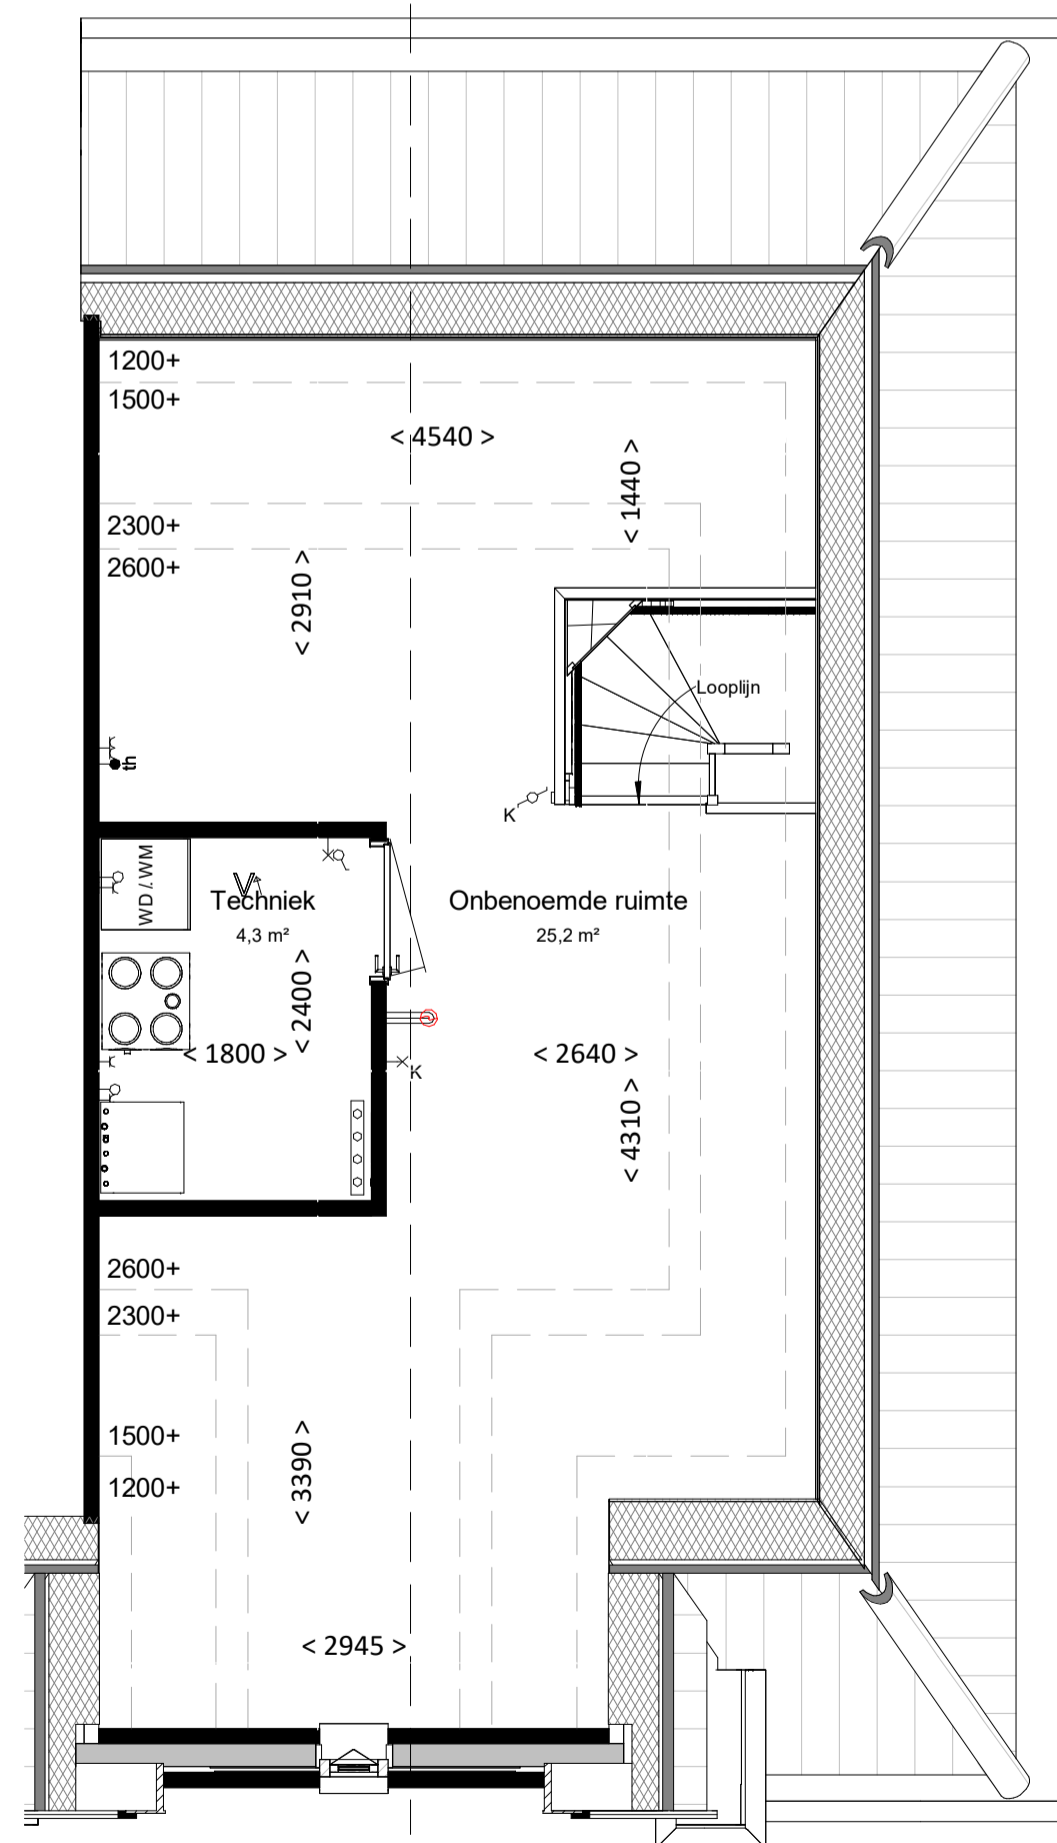 1200+
1500+
< 4540 >
< 1440 >
2300+
2600+
< 2910 >
Looplijn
th
K
WD / WM
V
Techniek
4,3 m²
Onbenoemde ruimte
25,2 m²
< 2400 >
< 1800 >
< 2640 >
K
< 4310 >
2600+
2300+
1500+
1200+
< 3390 >
< 2945 >